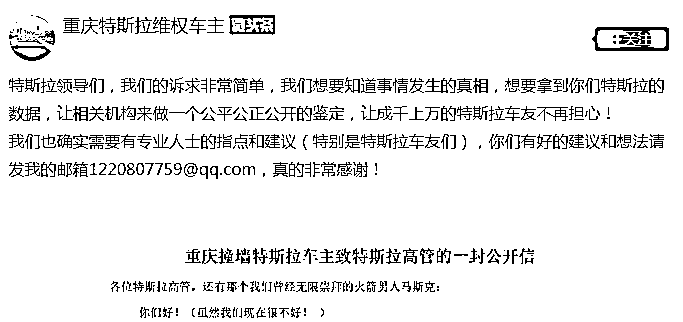 重庆特斯拉维权车主
关注
特斯拉领导们，我们的诉求非常简单，我们想要知道事情发生的真相，想要拿到你们特斯拉的
数据，让相关机构来做一个公平公正公开的鉴定，让成千上万的特斯拉车友不再担心！
我们也确实需要有专业人士的指点和建议（特别是特斯拉车友们），你们有好的建议和想法请
发我的邮箱1220807759@qq.com，真的非常感谢！
重庆撞墙特斯拉车主致特斯拉高管的一封公开信
各位特斯拉高管，还有那个我们曾经无限崇拜的火箭男人马斯克：
你们好！（虽然我们现在很不好！ ）